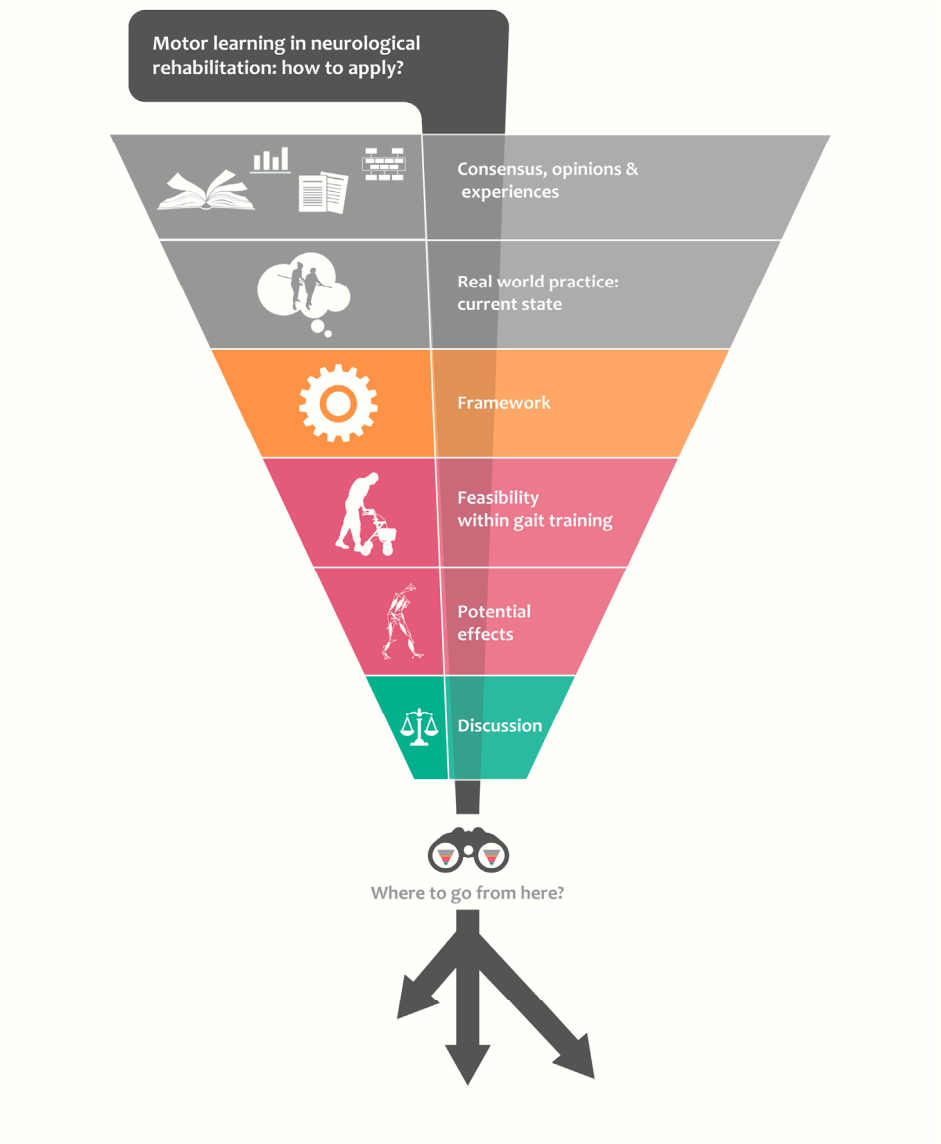 Motor learning in neurological
rehabilitation: how to apply?
Consensus, opinions &
experiences
Real world practice:
current state
Framework
Feasibility
within gait training
Potential
effects
Discussion
Where to go from here?